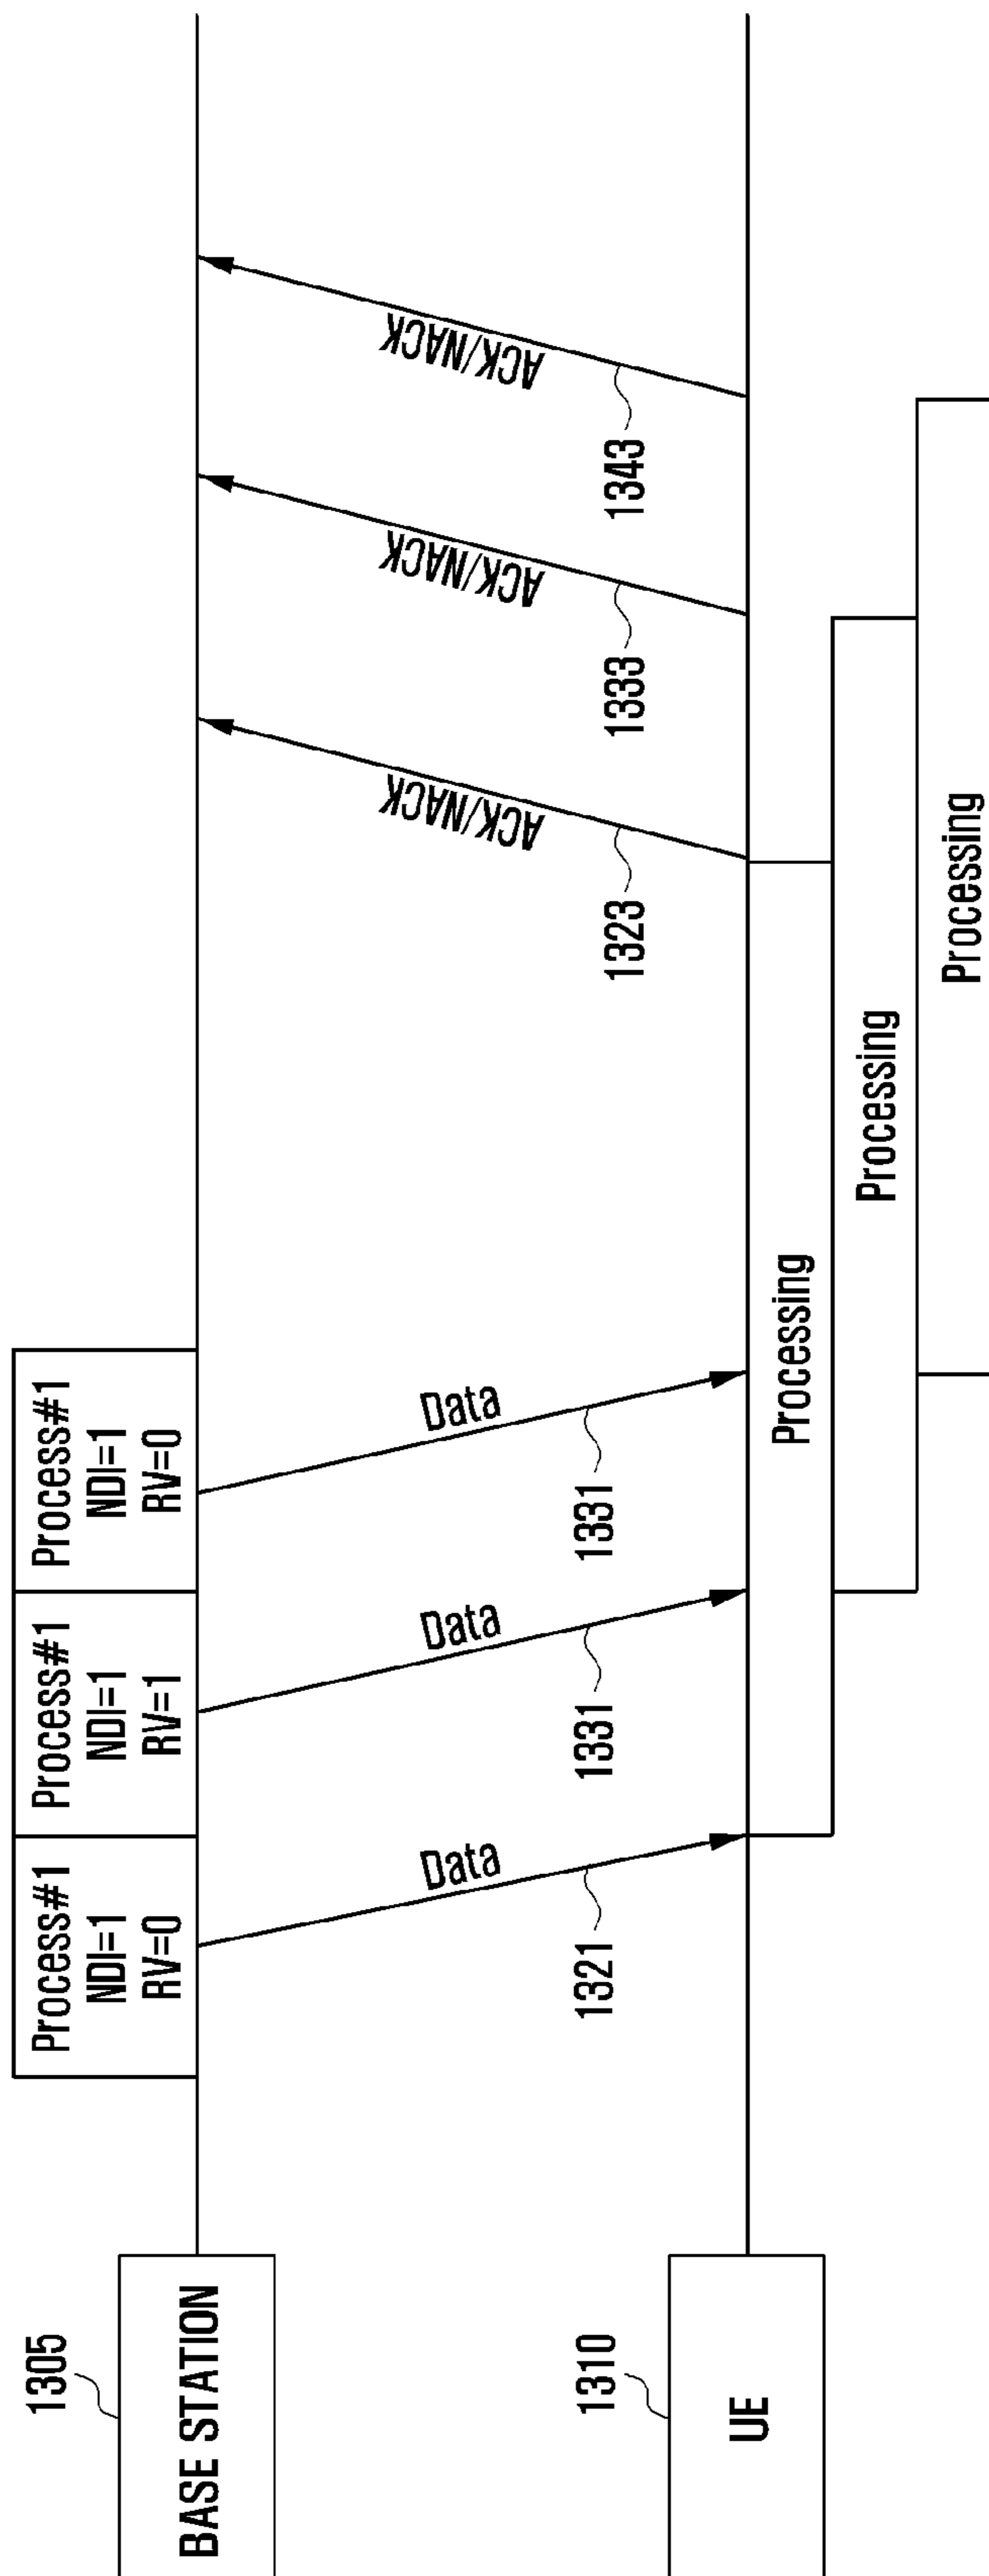 1305
BASE STATION
Process#1
NDI=1
RV=0
Process#1
NDI=1
RV=1
Process#1
NDI=1
RV=0
Data
1321
Data
1331
Data
1331
ACK/NACK
1323
ACK/NACK
1333
ACK/NACK
1343
1310
UE
Processing
Processing
Processing